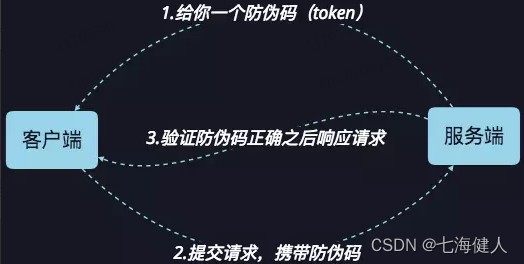 1.给你一个防伪码（token）
客户端
3.验证防伪码正确之后响应请求
服务端
2.提交请求，携带防伪码
CSDN @七海健人